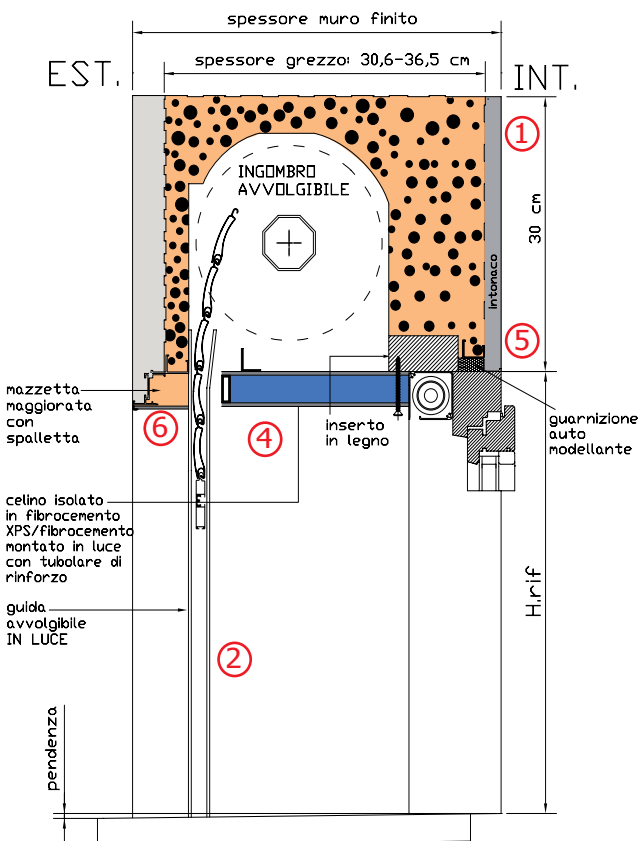 spessore muro finito
EST.
spessore grezzo: 30,6-36,5 cm
INT.
1
INGOMBRO
AVVOLGIBILE
30 cm
intonaco
5
mazzetta
maggiorata
con
spalletta
6
4
inserto
in legno
guarnizione
auto
modellante
celino isolato
in fibrocemento
XPS/fibrocemento
montato in luce
con tubolare di
rinforzo
H.rif
guida
avvolgibile
IN LUCE
2
pendenza